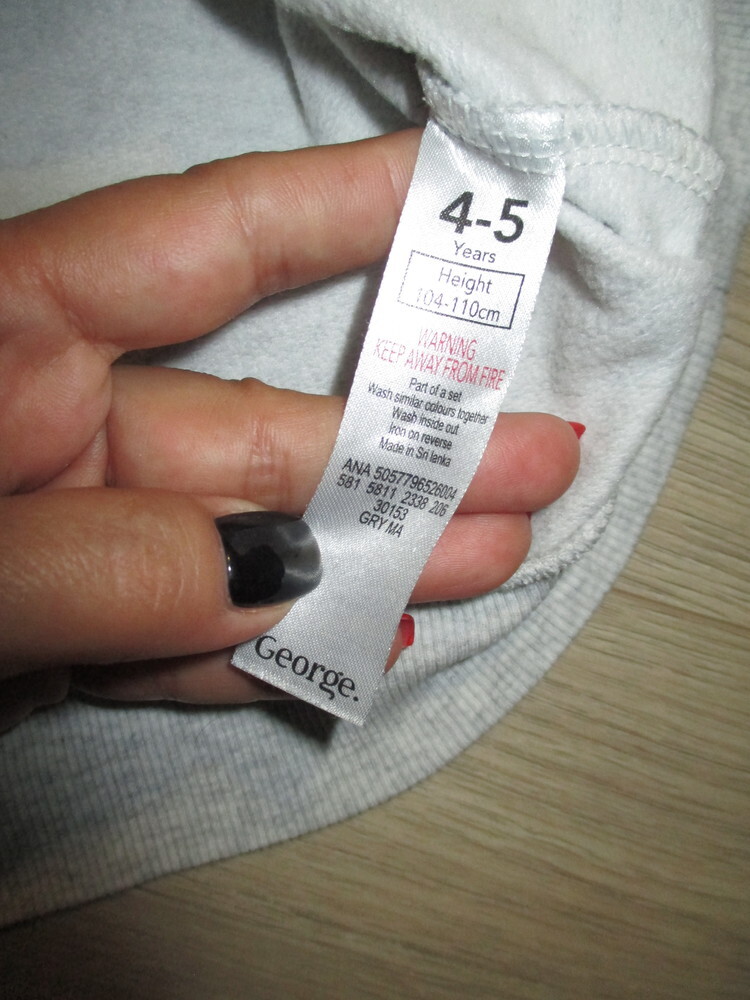 4-5
Years
Height
104-110cm
WARNING
KEEP AWAY FROM FIRE
Part of a set
Wash similar colours together
Wash inside out
Iron on reverse
Made in Sri lanka
ANA 5057796526004
581 5811 2338 206
30153
GRY MA
George.